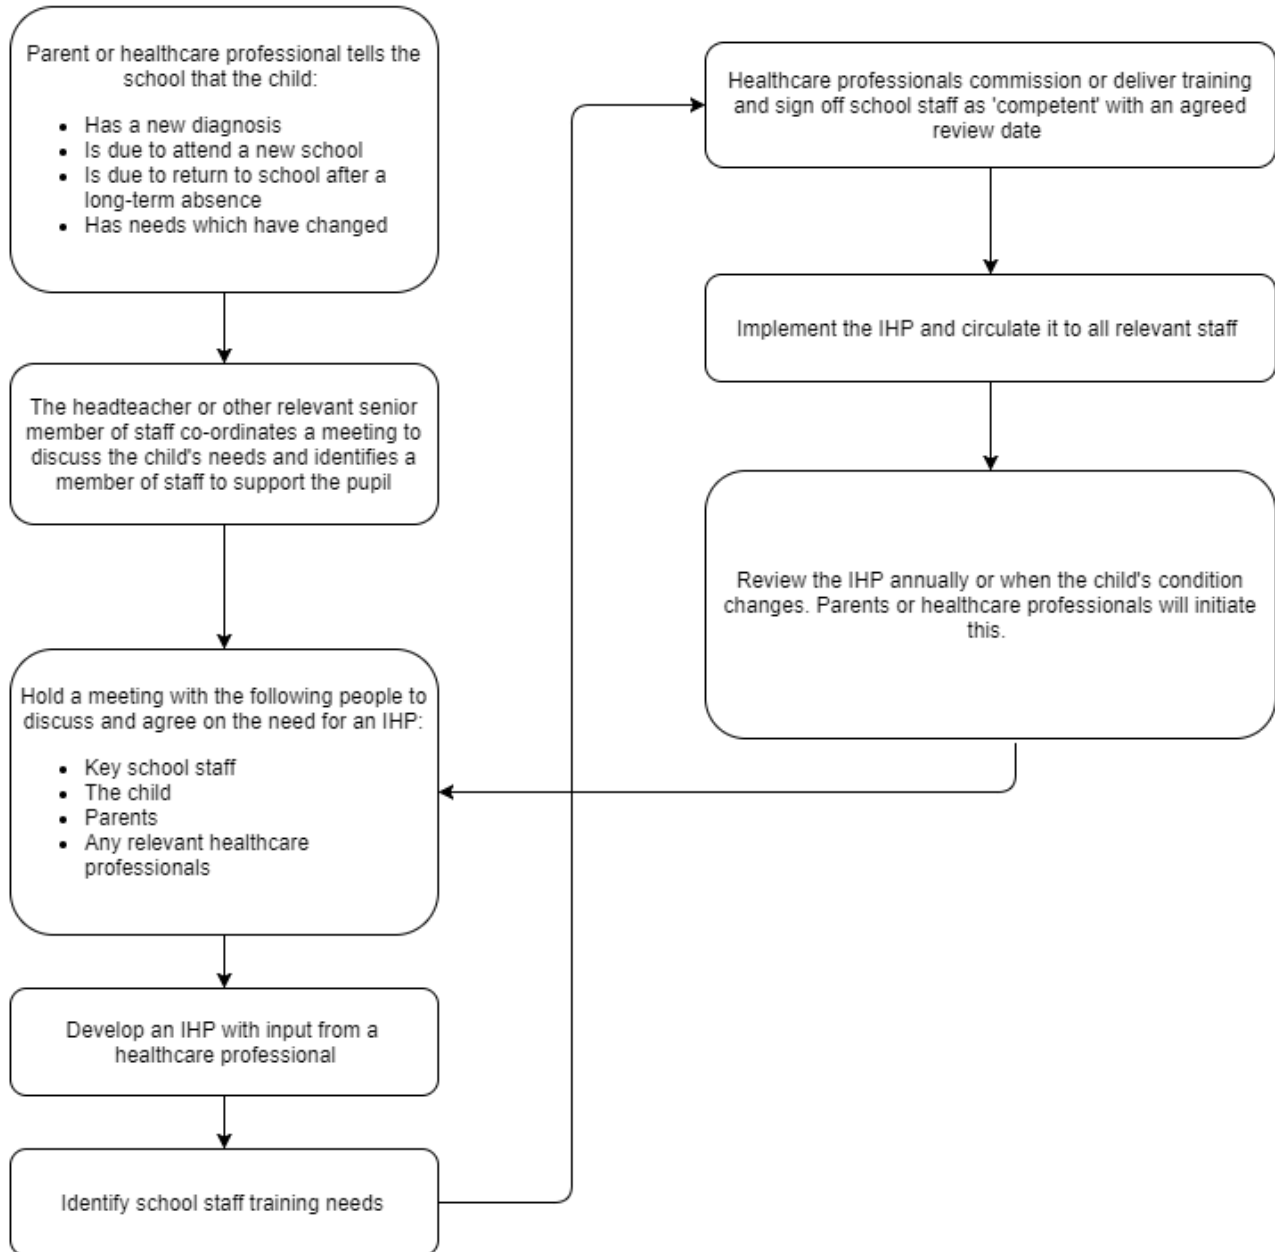 Parent or healthcare professional tells the
school that the child:
• Has a new diagnosis
• Is due to attend a new school
• Is due to return to school after a
long-term absence
• Has needs which have changed
The headteacher or other relevant senior
member of staff co-ordinates a meeting to
discuss the child's needs and identifies a
member of staff to support the pupil
Hold a meeting with the following people to
discuss and agree on the need for an IHP:
• Key school staff
• The child
• Parents
• Any relevant healthcare
professionals
Develop an IHP with input from a
healthcare professional
Identify school staff training needs
Healthcare professionals commission or deliver training
and sign off school staff as 'competent' with an agreed
review date
Implement the IHP and circulate it to all relevant staff
Review the IHP annually or when the child's condition
changes. Parents or healthcare professionals will initiate
this.